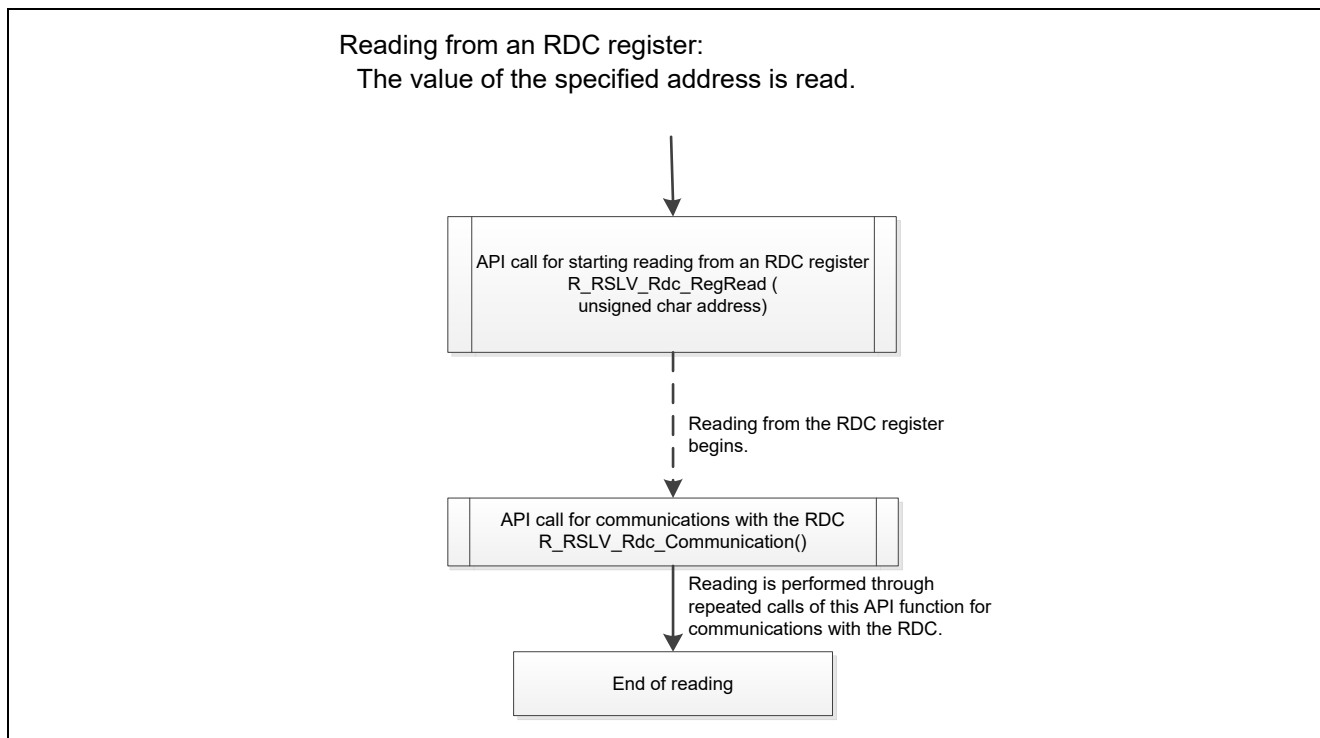 Reading from an RDC register:
The value of the specified address is read.
API call for starting reading from an RDC register
R_RSLV_Rdc_RegRead (
unsigned char address)
Reading from the RDC register
begins.
API call for communications with the RDC
R_RSLV_Rdc_Communication()
Reading is performed through
repeated calls of this API function for
communications with the RDC.
End of reading